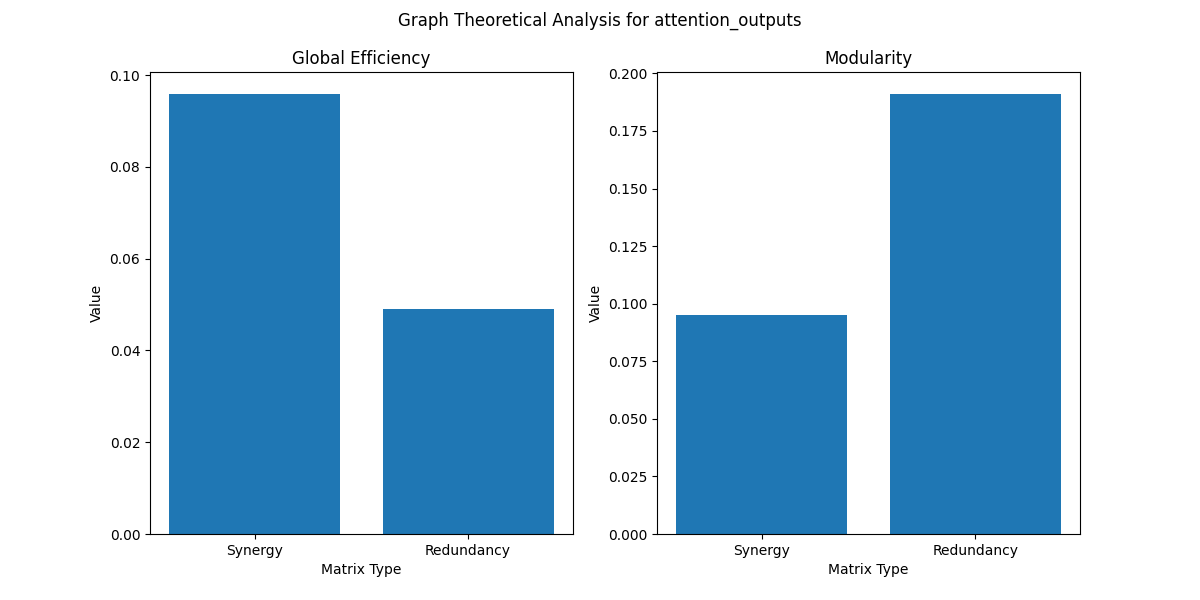 Graph Theoretical Analysis for attention_outputs
Global Efficiency
0.10
0.08
0.06
0.04
0.02
0.00
Value
Synergy
Redundancy
Matrix Type
Modularity
0.200
0.175
0.150
0.125
0.100
0.075
0.050
0.025
0.000
Value
Synergy
Redundancy
Matrix Type